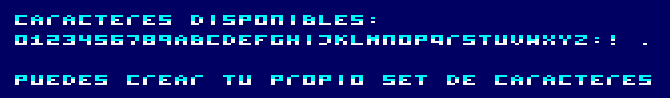 CARACTERES DISPONIBLES:
0123456789ABCDEFGHIJKLMNOPQRSTUVWXYZ:! .
PUEDES CREAR TU PROPIO SET DE CARACTERES